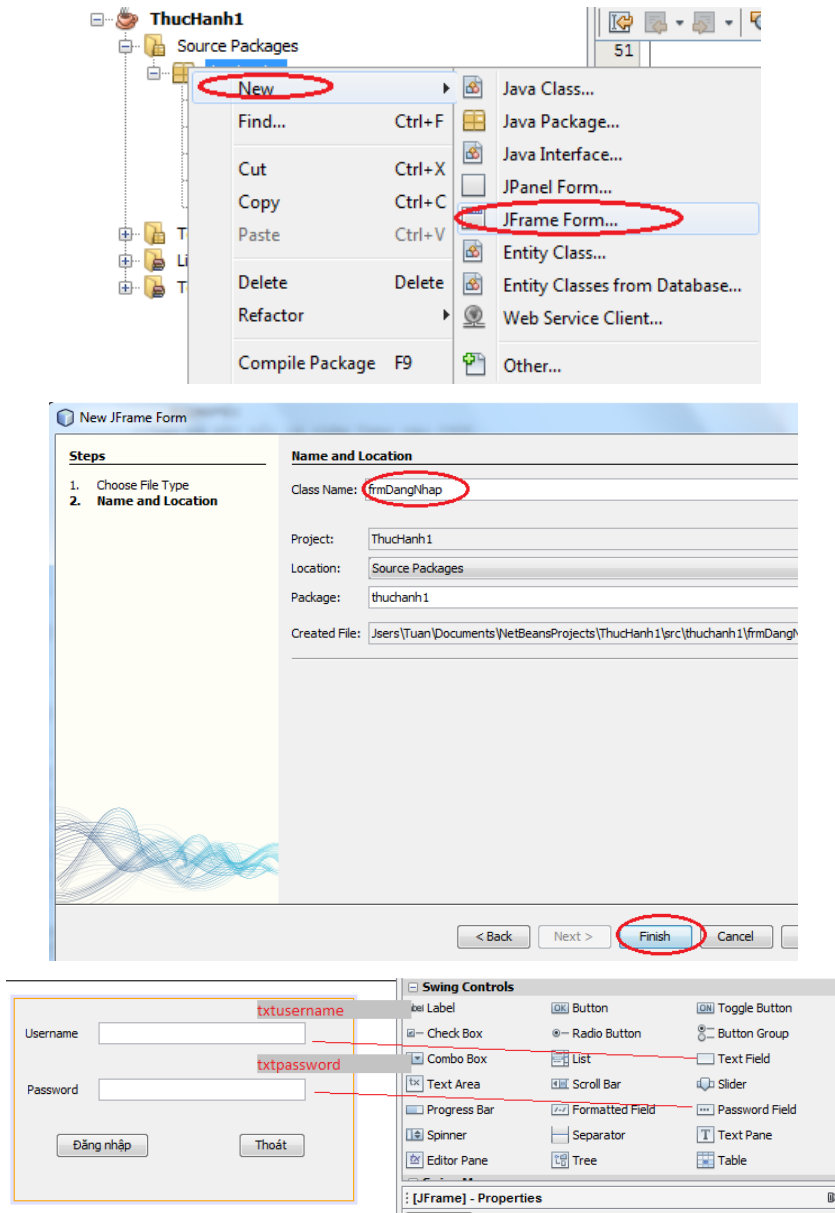 ThucHanh1
Source Packages
51
New
Find... Ctrl+F
Cut Ctrl+X
Copy Ctrl+C
Paste Ctrl+V
Delete Delete
Refactor
Compile Package F9
Java Class...
Java Package...
Java Interface...
JPanel Form...
JFrame Form...
Entity Class...
Entity Classes from Database...
Web Service Client...
Other...
T
Li
T
New JFrame Form
Steps
1. Choose File Type
2. Name and Location
Name and Location
Class Name: frmDangNhap
Project: ThucHanh1
Location: Source Packages
Package: thuchanh1
Created File: Jsers\Tuan\Documents\NetBeansProjects\ThucHanh1\src\thuchanh1\frmDangN
< Back Next > Finish Cancel
txtusername
Username
txtpassword
Password
Đăng nhập Thoát
Swing Controls
Label Button Toggle Button
Check Box Radio Button Button Group
Combo Box List Text Field
Text Area Scroll Bar Slider
Progress Bar Formatted Field Password Field
Spinner Separator Text Pane
Editor Pane Tree Table
[JFrame] - Properties